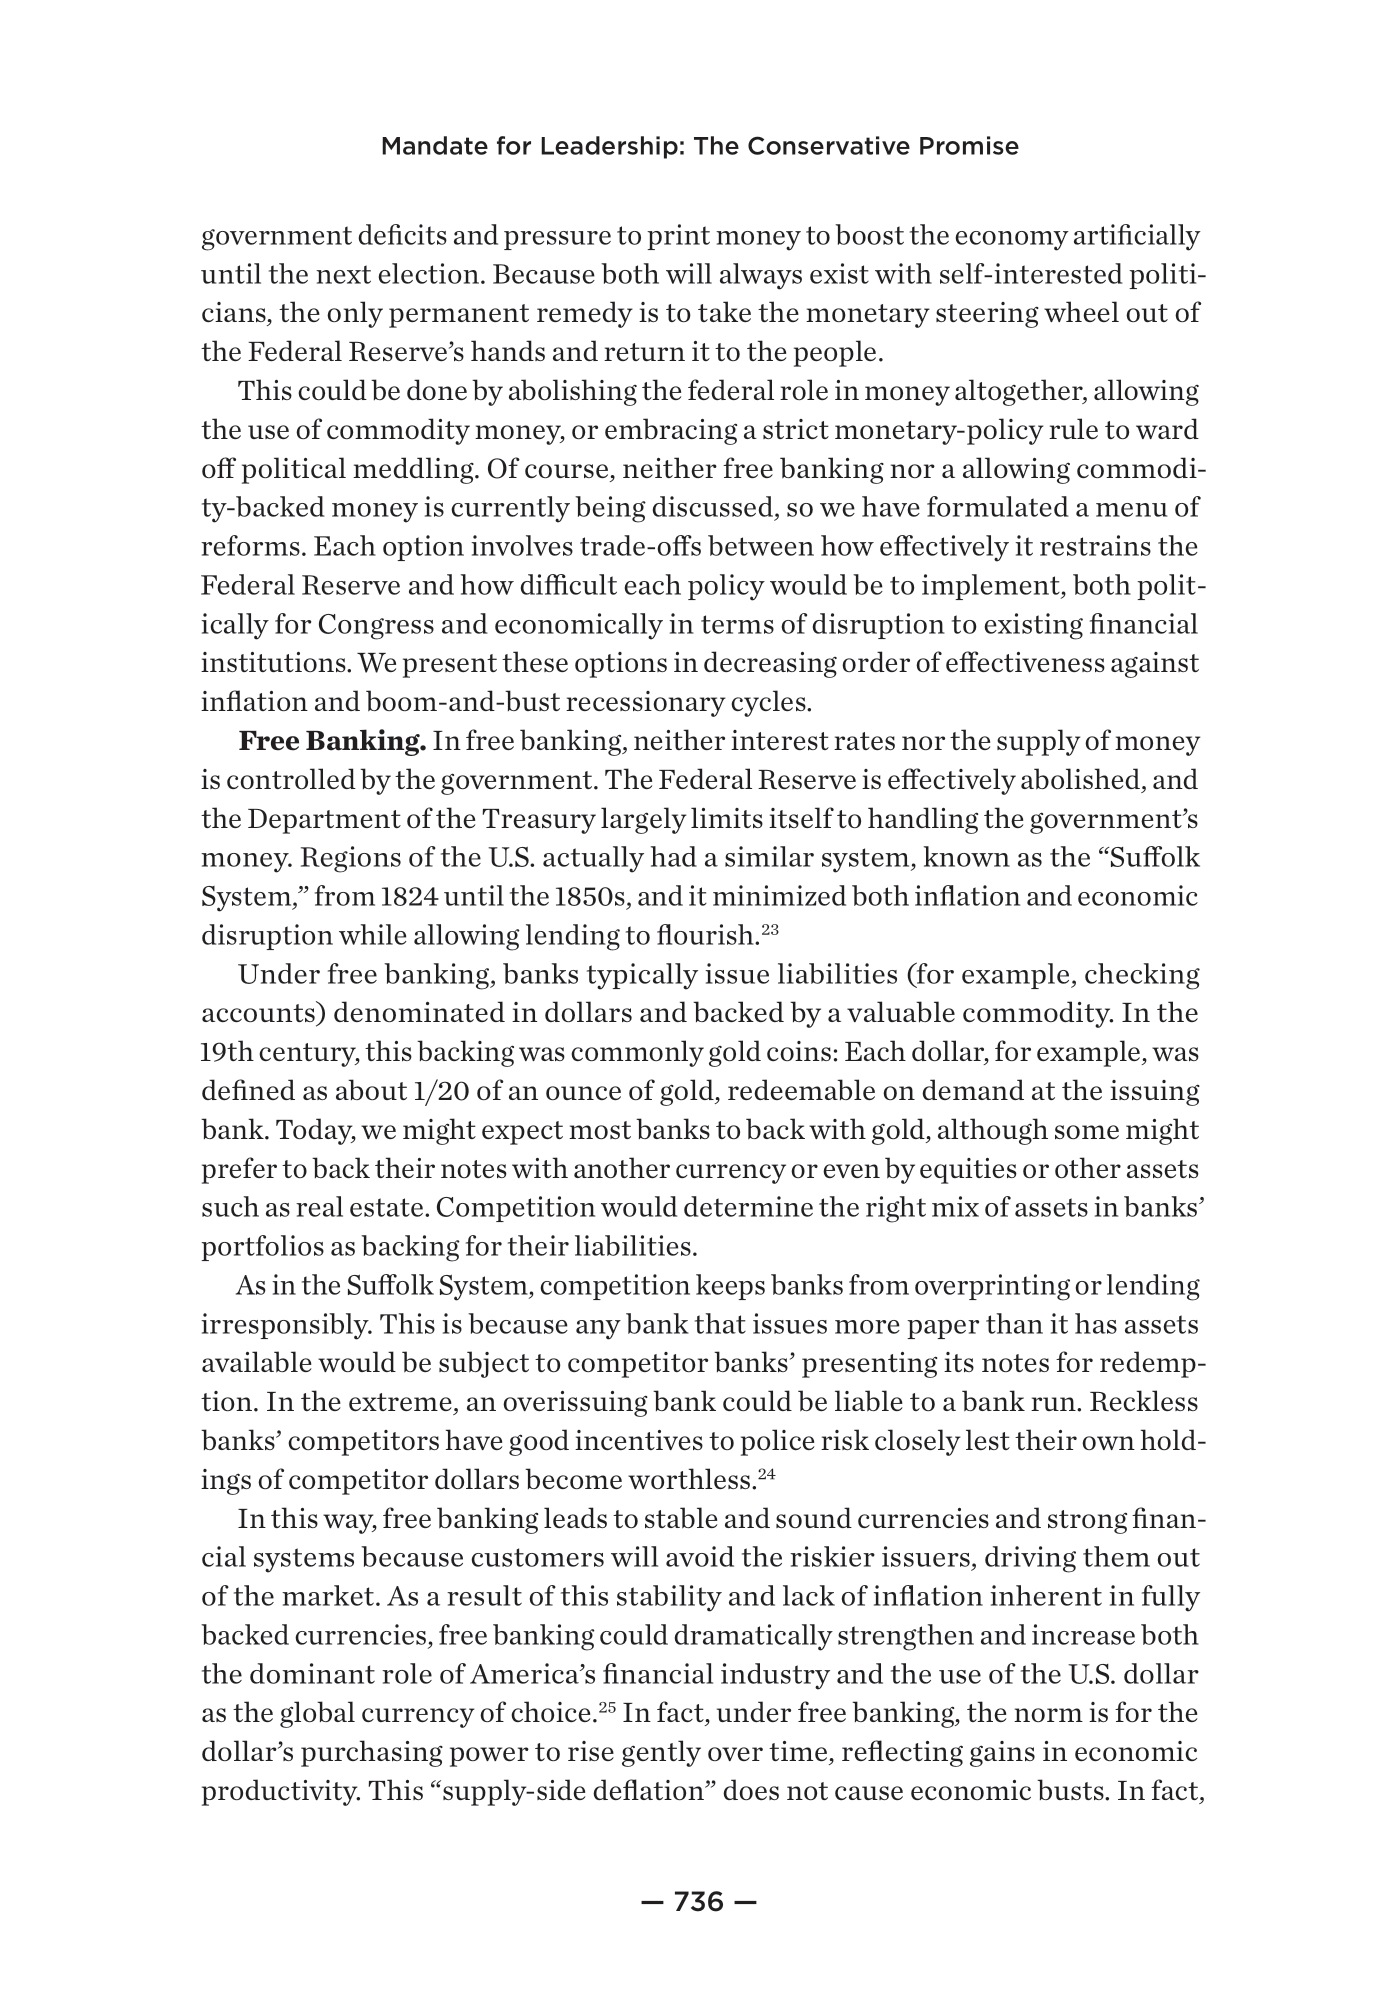 Mandate for Leadership: The Conservative Promise
government deficits and pressure to print money to boost the economy artificially
until the next election. Because both will always exist with self-interested politi-
cians, the only permanent remedy is to take the monetary steering wheel out of
the Federal Reserve’s hands and return it to the people.
This could be done by abolishing the federal role in money altogether, allowing
the use of commodity money, or embracing a strict monetary-policy rule to ward
off political meddling. Of course, neither free banking nor a allowing commodi-
ty-backed money is currently being discussed, so we have formulated a menu of
reforms. Each option involves trade-offs between how effectively it restrains the
Federal Reserve and how difficult each policy would be to implement, both polit-
ically for Congress and economically in terms of disruption to existing financial
institutions. We present these options in decreasing order of effectiveness against
inflation and boom-and-bust recessionary cycles.
Free Banking. In free banking, neither interest rates nor the supply of money
is controlled by the government. The Federal Reserve is effectively abolished, and
the Department of the Treasury largely limits itself to handling the government’s
money. Regions of the U.S. actually had a similar system, known as the “Suffolk
System,” from 1824 until the 1850s, and it minimized both inflation and economic
disruption while allowing lending to flourish.23
Under free banking, banks typically issue liabilities (for example, checking
accounts) denominated in dollars and backed by a valuable commodity. In the
19th century, this backing was commonly gold coins: Each dollar, for example, was
defined as about 1/20 of an ounce of gold, redeemable on demand at the issuing
bank. Today, we might expect most banks to back with gold, although some might
prefer to back their notes with another currency or even by equities or other assets
such as real estate. Competition would determine the right mix of assets in banks’
portfolios as backing for their liabilities.
As in the Suffolk System, competition keeps banks from overprinting or lending
irresponsibly. This is because any bank that issues more paper than it has assets
available would be subject to competitor banks’ presenting its notes for redemp-
tion. In the extreme, an overissuing bank could be liable to a bank run. Reckless
banks’ competitors have good incentives to police risk closely lest their own hold-
ings of competitor dollars become worthless.24
In this way, free banking leads to stable and sound currencies and strong finan-
cial systems because customers will avoid the riskier issuers, driving them out
of the market. As a result of this stability and lack of inflation inherent in fully
backed currencies, free banking could dramatically strengthen and increase both
the dominant role of America’s financial industry and the use of the U.S. dollar
as the global currency of choice.25 In fact, under free banking, the norm is for the
dollar’s purchasing power to rise gently over time, reflecting gains in economic
productivity. This “supply-side deflation” does not cause economic busts. In fact,
— 736 —